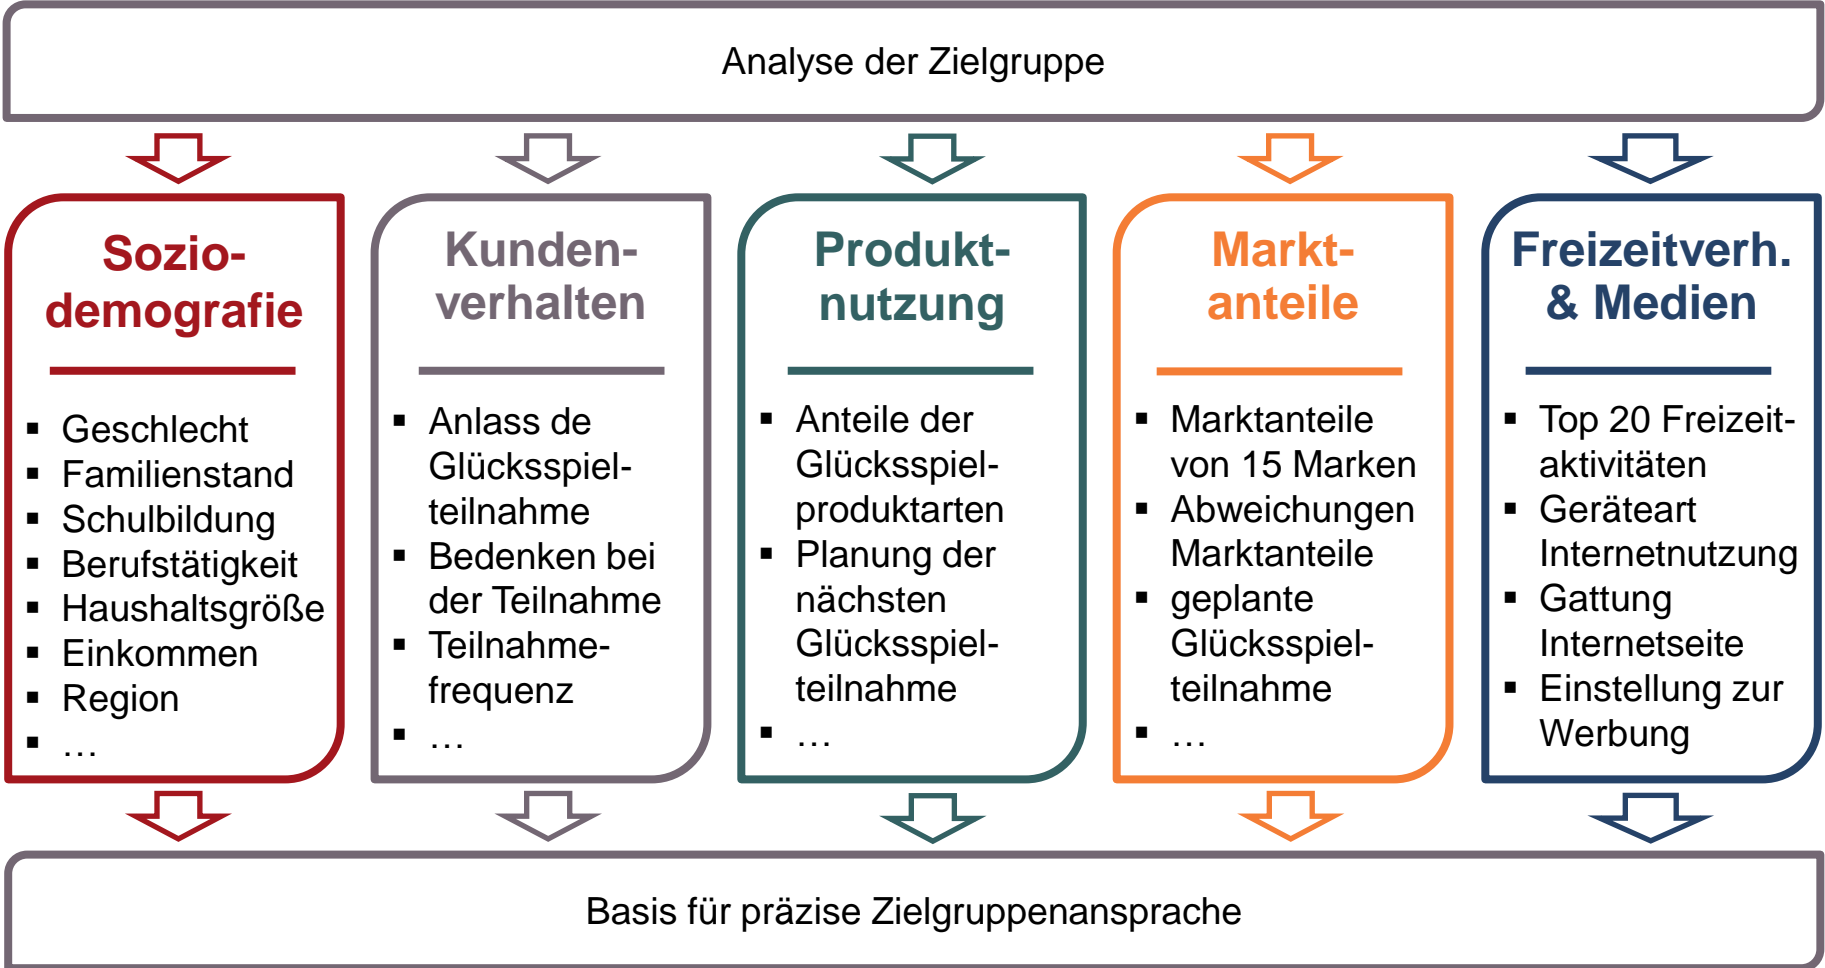 Analyse der Zielgruppe
Sozio-
demografie
▪ Geschlecht
▪ Familienstand
▪ Schulbildung
▪ Berufstätigkeit
▪ Haushaltsgröße
▪ Einkommen
▪ Region
▪ …
Kunden-
verhalten
▪ Anlass de
Glücksspiel-
teilnahme
▪ Bedenken bei
der Teilnahme
▪ Teilnahme-
frequenz
▪ …
Produkt-
nutzung
▪ Anteile der
Glücksspiel-
produktarten
▪ Planung der
nächsten
Glücksspiel-
teilnahme
▪ …
Markt-
anteile
▪ Marktanteile
von 15 Marken
▪ Abweichungen
Marktanteile
▪ geplante
Glücksspiel-
teilnahme
▪ …
Freizeitverh.
& Medien
▪ Top 20 Freizeit-
aktivitäten
▪ Geräteart
Internetnutzung
▪ Gattung
Internetseite
▪ Einstellung zur
Werbung
Basis für präzise Zielgruppenansprache